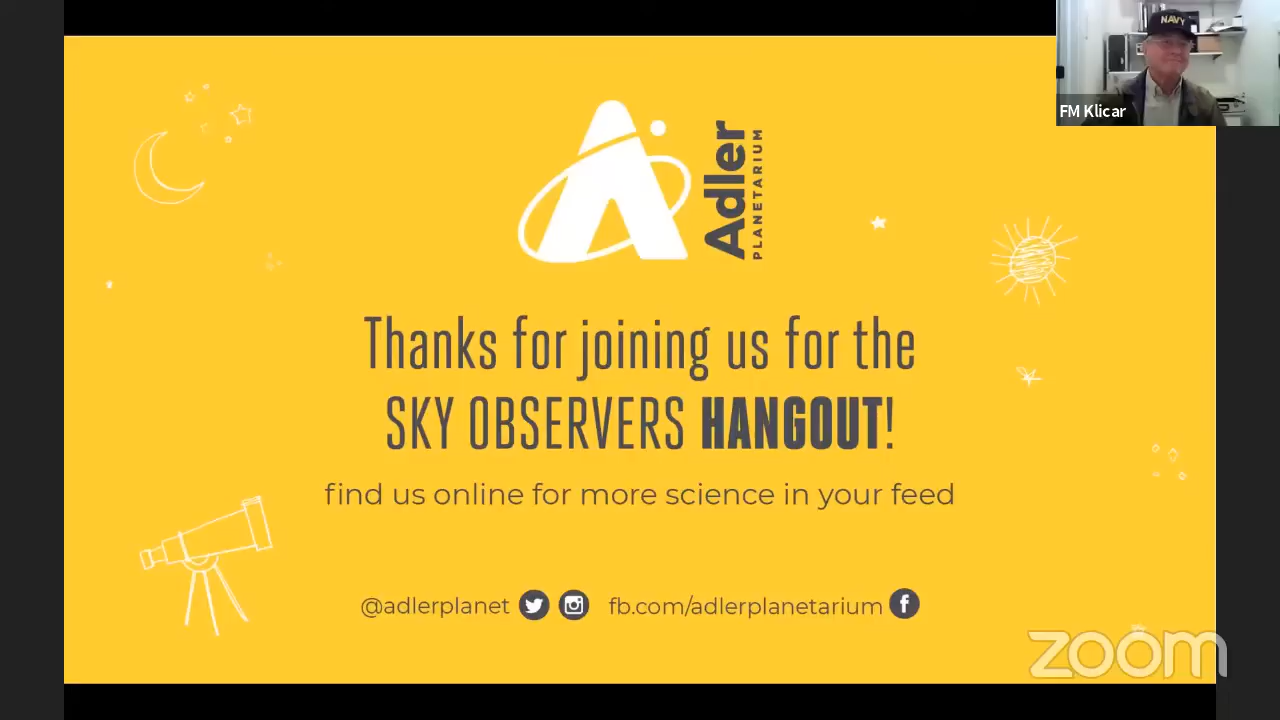 NAVY
FM Klicar
Adler
PLANETARIUM
Thanks for joining us for the
SKY OBSERVERS HANGOUT!
find us online for more science in your feed
@adlerplanet
fb.com/adlerplanetarium
zoom